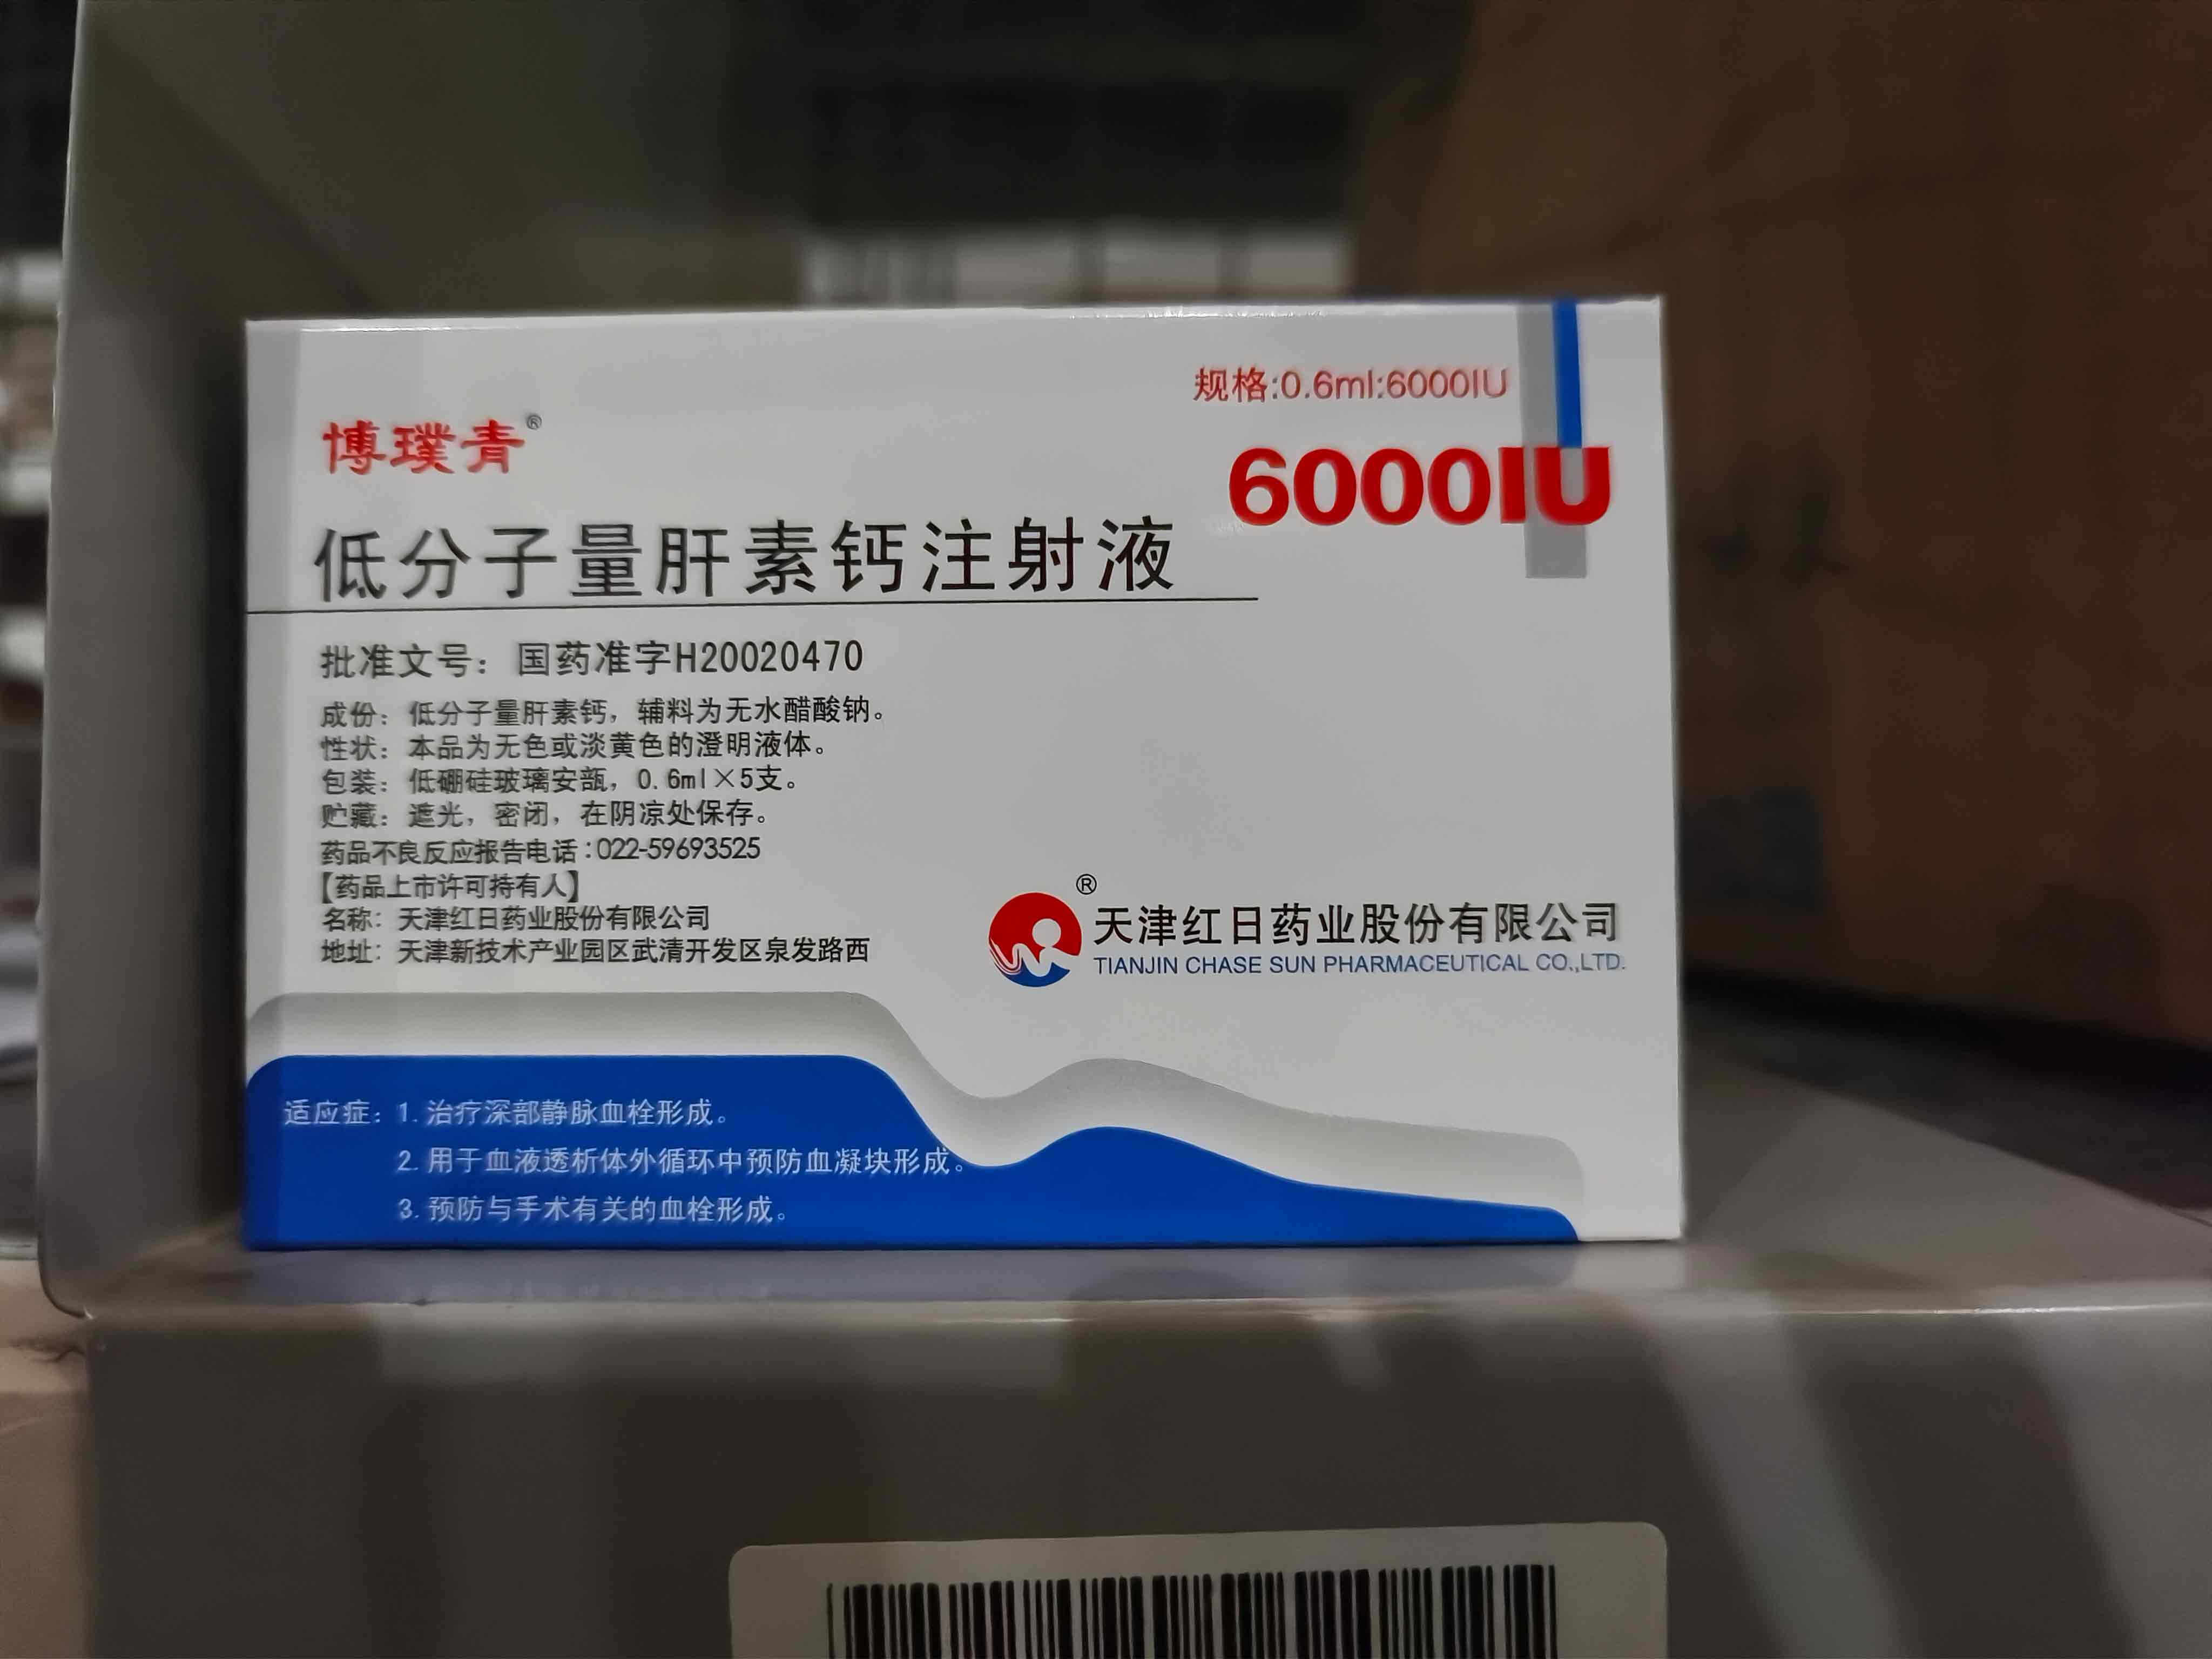 规格:0.6ml:6000IU
博璞青®
6000IU
低分子量肝素钙注射液
批准文号：国药准字H20020470
成份：低分子量肝素钙，辅料为无水醋酸钠。
性状：本品为无色或淡黄色的澄明液体。
包装：低硼硅玻璃安瓿，0.6ml×5支。
贮藏：遮光，密闭，在阴凉处保存。
药品不良反应报告电话:022-59693525
【药品上市许可持有人】
名称：天津红日药业股份有限公司
地址：天津新技术产业园区武清开发区泉发路西
®
天津红日药业股份有限公司
TIANJIN CHASE SUN PHARMACEUTICAL CO.,LTD.
适应症：1. 治疗深部静脉血栓形成。
2. 用于血液透析体外循环中预防血凝块形成。
3. 预防与手术有关的血栓形成。